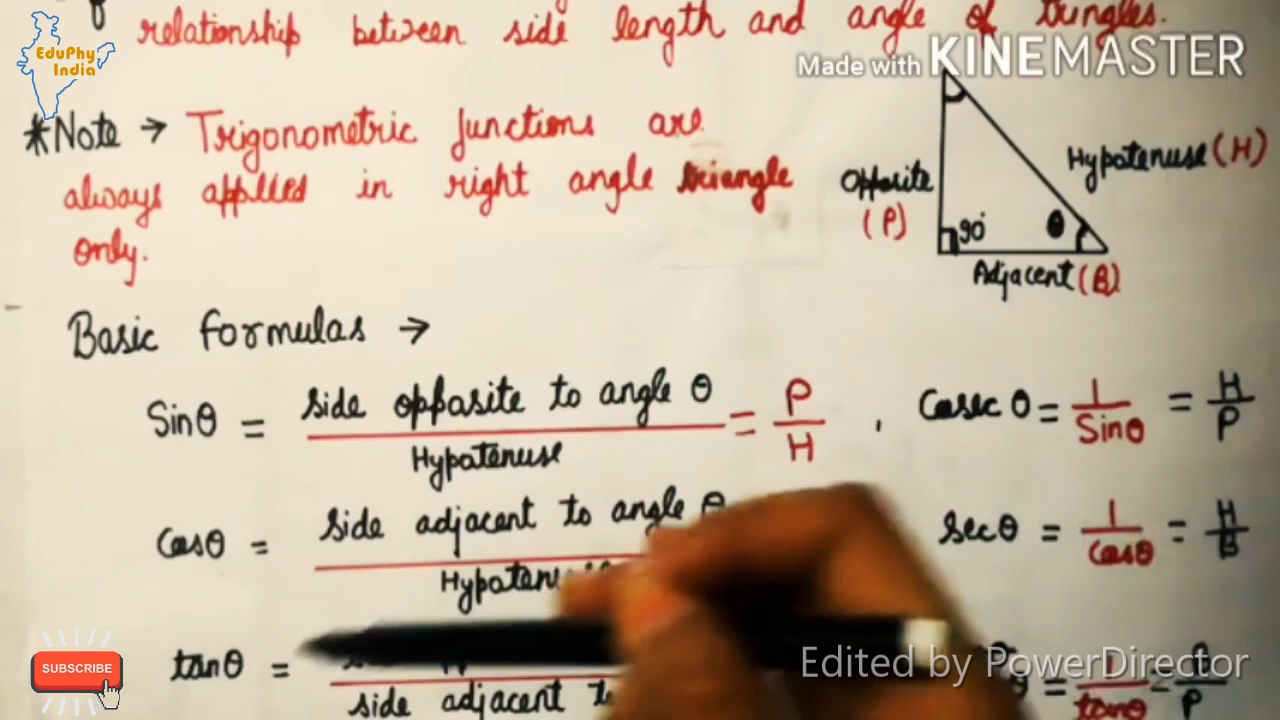 relationship between side length and angle of triangles.
EduPhy
India
Made with KINEMASTER
*Note → Trigonometric functions are
always applied in right angle triangle
only.
Opposite
(P)
Hypotenuse (H)
90°
θ
Adjacent (B)
Basic formulas →
Sinθ = side opposite to angle θ / Hypotenuse = P / H , Cosec θ = 1 / Sinθ = H / P
Cosθ = side adjacent to angle θ / Hypotenuse
secθ = 1 / Cosθ = H / B
tanθ =
side adjacent to
θ = 1 / tanθ = B / P
SUBSCRIBE
Edited by PowerDirector